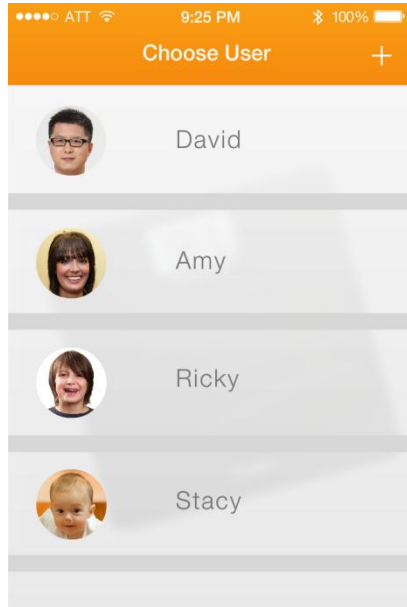 ATT 9:25 PM 100%
Choose User +
David
Amy
Ricky
Stacy